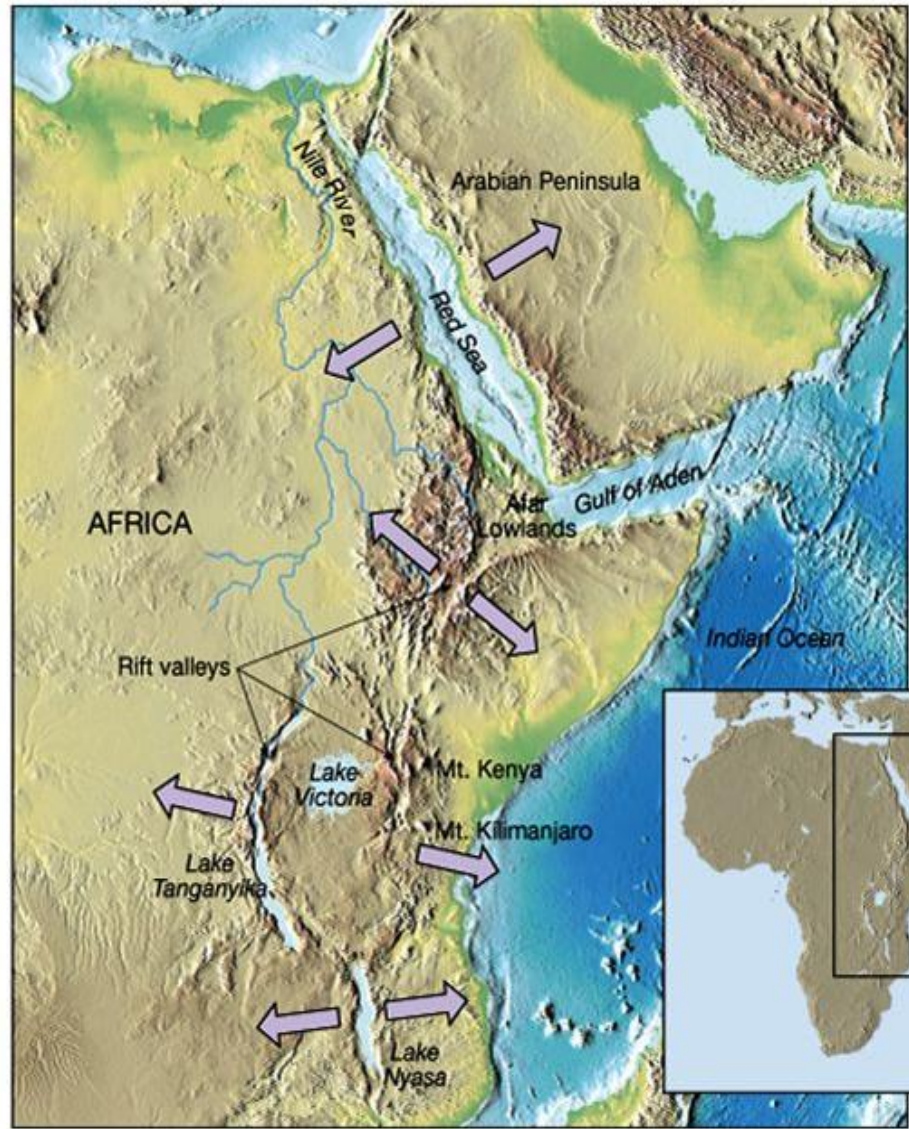 Nile River
Arabian Peninsula
Red Sea
Gulf of Aden
Afar
Lowlands
AFRICA
Indian Ocean
Rift valleys
Lake
Victoria
Mt. Kenya
Mt. Kilimanjaro
Lake
Tanganyika
Lake
Nyasa